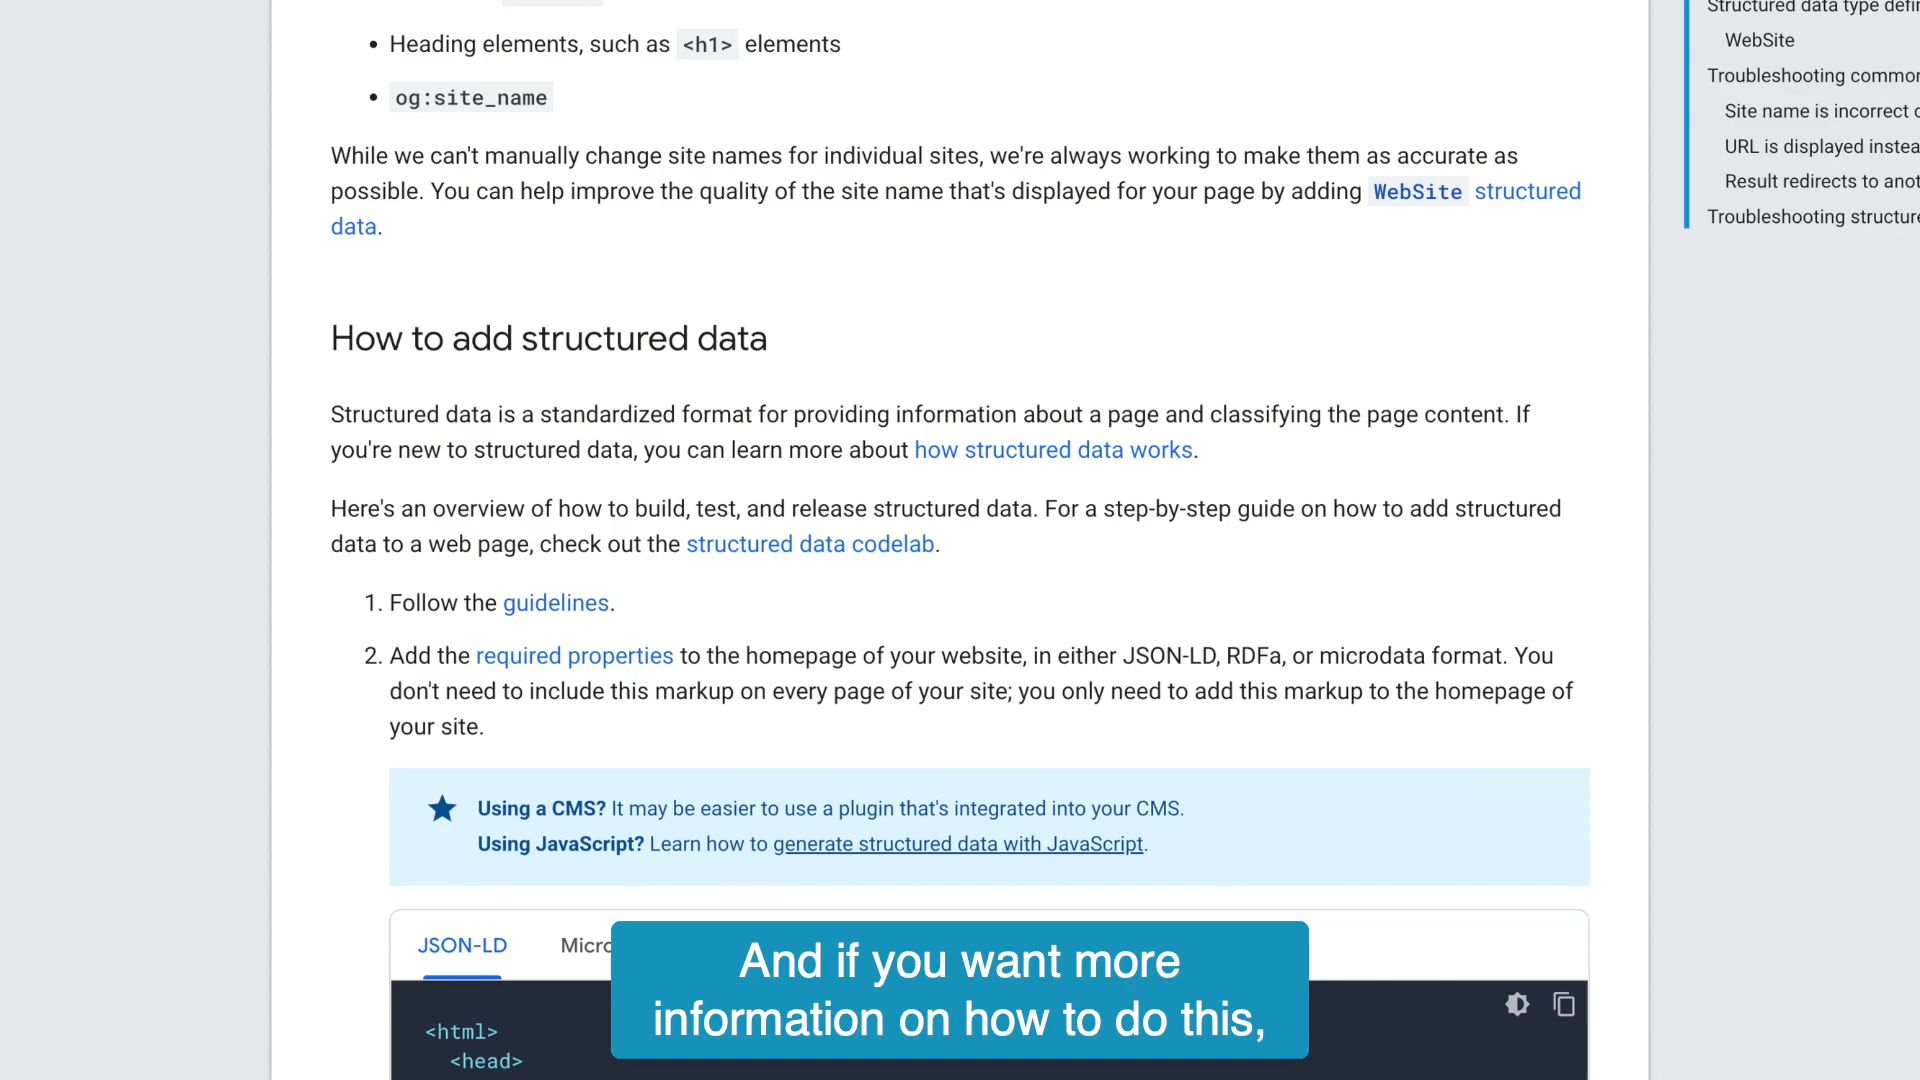 • Heading elements, such as <h1> elements
• og:site_name
While we can't manually change site names for individual sites, we're always working to make them as accurate as
possible. You can help improve the quality of the site name that's displayed for your page by adding WebSite structured
data.
How to add structured data
Structured data is a standardized format for providing information about a page and classifying the page content. If
you're new to structured data, you can learn more about how structured data works.
Here's an overview of how to build, test, and release structured data. For a step-by-step guide on how to add structured
data to a web page, check out the structured data codelab.
1. Follow the guidelines.
2. Add the required properties to the homepage of your website, in either JSON-LD, RDFa, or microdata format. You
don't need to include this markup on every page of your site; you only need to add this markup to the homepage of
your site.
Using a CMS? It may be easier to use a plugin that's integrated into your CMS.
Using JavaScript? Learn how to generate structured data with JavaScript.
JSON-LD Micro
<html>
<head>
And if you want more
information on how to do this,
Structured data type
WebSite
Troubleshooting
Site name is incorrect
URL is displayed
Result redirects to
Troubleshooting